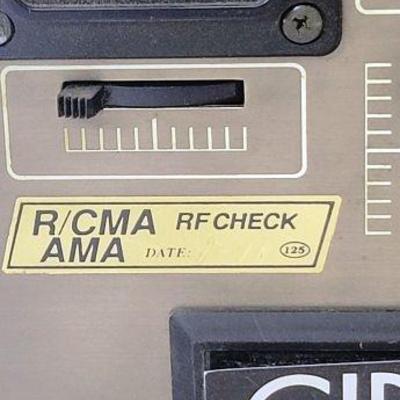 R/CMA RF CHECK
AMA DATE: 125